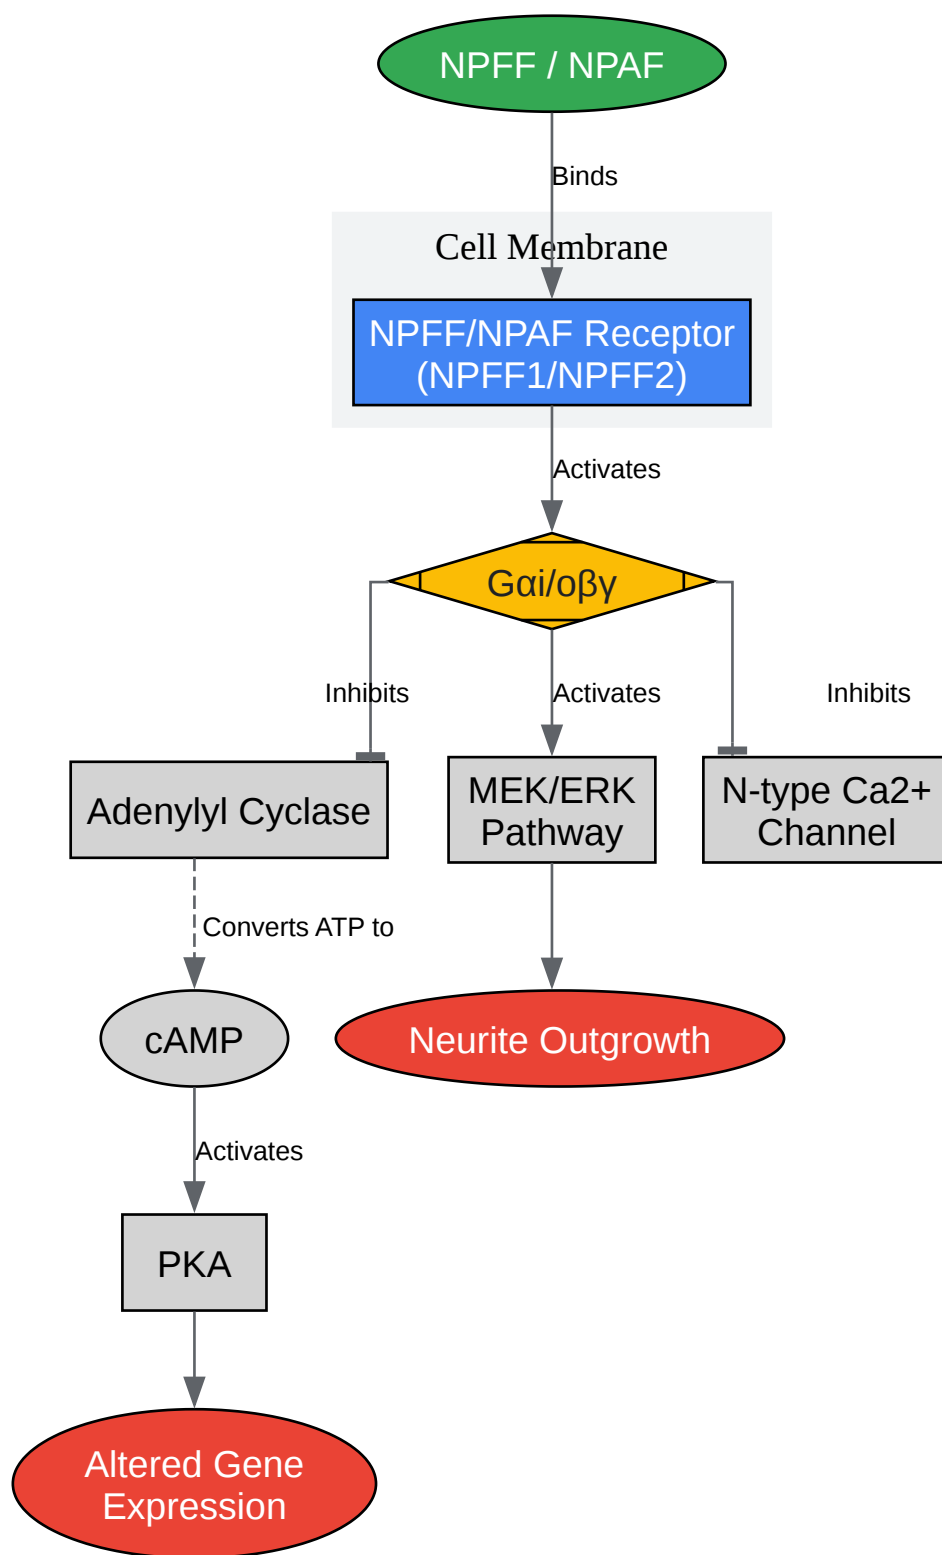 NPFF / NPAF
Binds
Cell Membrane
NPFF/NPAF Receptor
(NPFF1/NPFF2)
Activates
Gαi/oβγ
Inhibits
Activates
Inhibits
Adenylyl Cyclase
MEK/ERK
Pathway
N-type Ca2+
Channel
Converts ATP to
cAMP
Neurite Outgrowth
Activates
PKA
Altered Gene
Expression